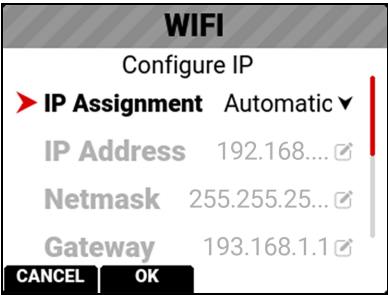 WIFI
Configure IP
IP Assignment Automatic
IP Address 192.168....
Netmask 255.255.25...
Gateway 193.168.1.1
CANCEL OK